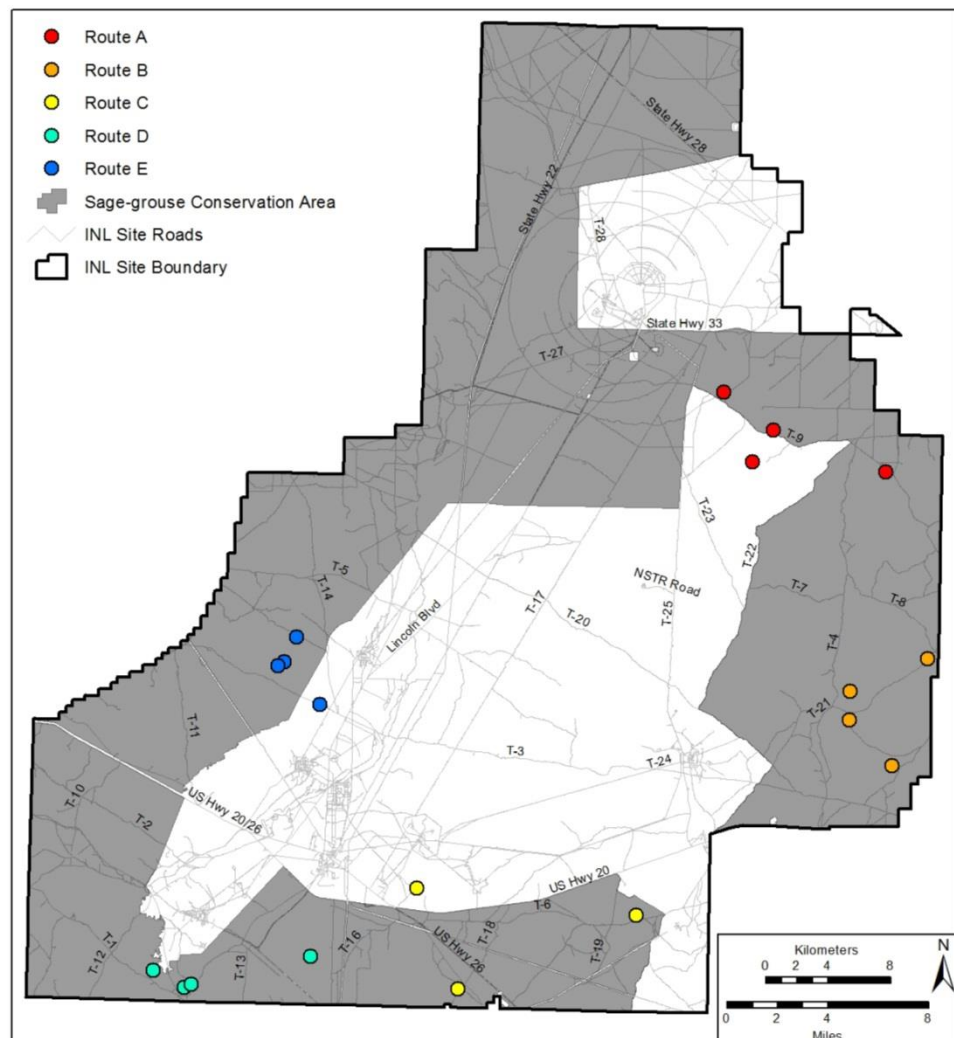 Route A
Route B
Route C
Route D
Route E
Sage-grouse Conservation Area
INL Site Roads
INL Site Boundary
State Hwy 28
State Hwy 22
T-28
State Hwy 33
T-27
T-9
T-23
T-22
T-5
T-14
NSTR Road
T-7
T-8
Lincoln Blvd
T-17
T-20
T-25
T-4
T-11
T-21
T-3
T-24
T-10
T-2
US Hwy 20/26
US Hwy 20
T-6
T-1
T-12
T-13
T-16
US Hwy 26
T-18
T-19
Kilometers
0 2 4 8
N
0 2 4 8
Miles